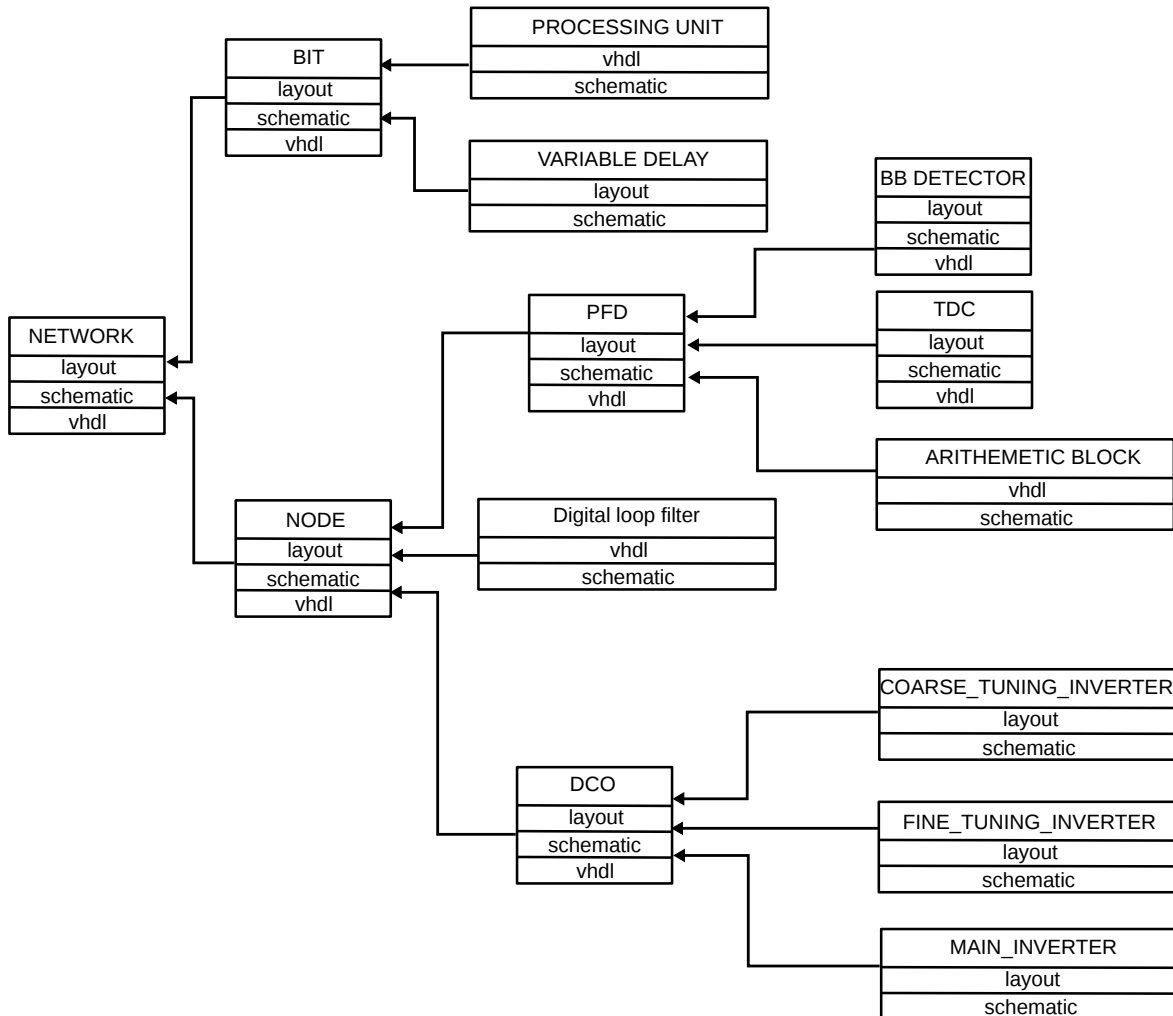 PROCESSING UNIT
vhdl
schematic
BIT
layout
schematic
vhdl
VARIABLE DELAY
layout
schematic
BB DETECTOR
layout
schematic
vhdl
PFD
layout
schematic
vhdl
TDC
layout
schematic
vhdl
NETWORK
layout
schematic
vhdl
ARITHEMETIC BLOCK
vhdl
schematic
NODE
layout
schematic
vhdl
Digital loop filter
vhdl
schematic
COARSE_TUNING_INVERTER
layout
schematic
DCO
layout
schematic
vhdl
FINE_TUNING_INVERTER
layout
schematic
MAIN_INVERTER
layout
schematic